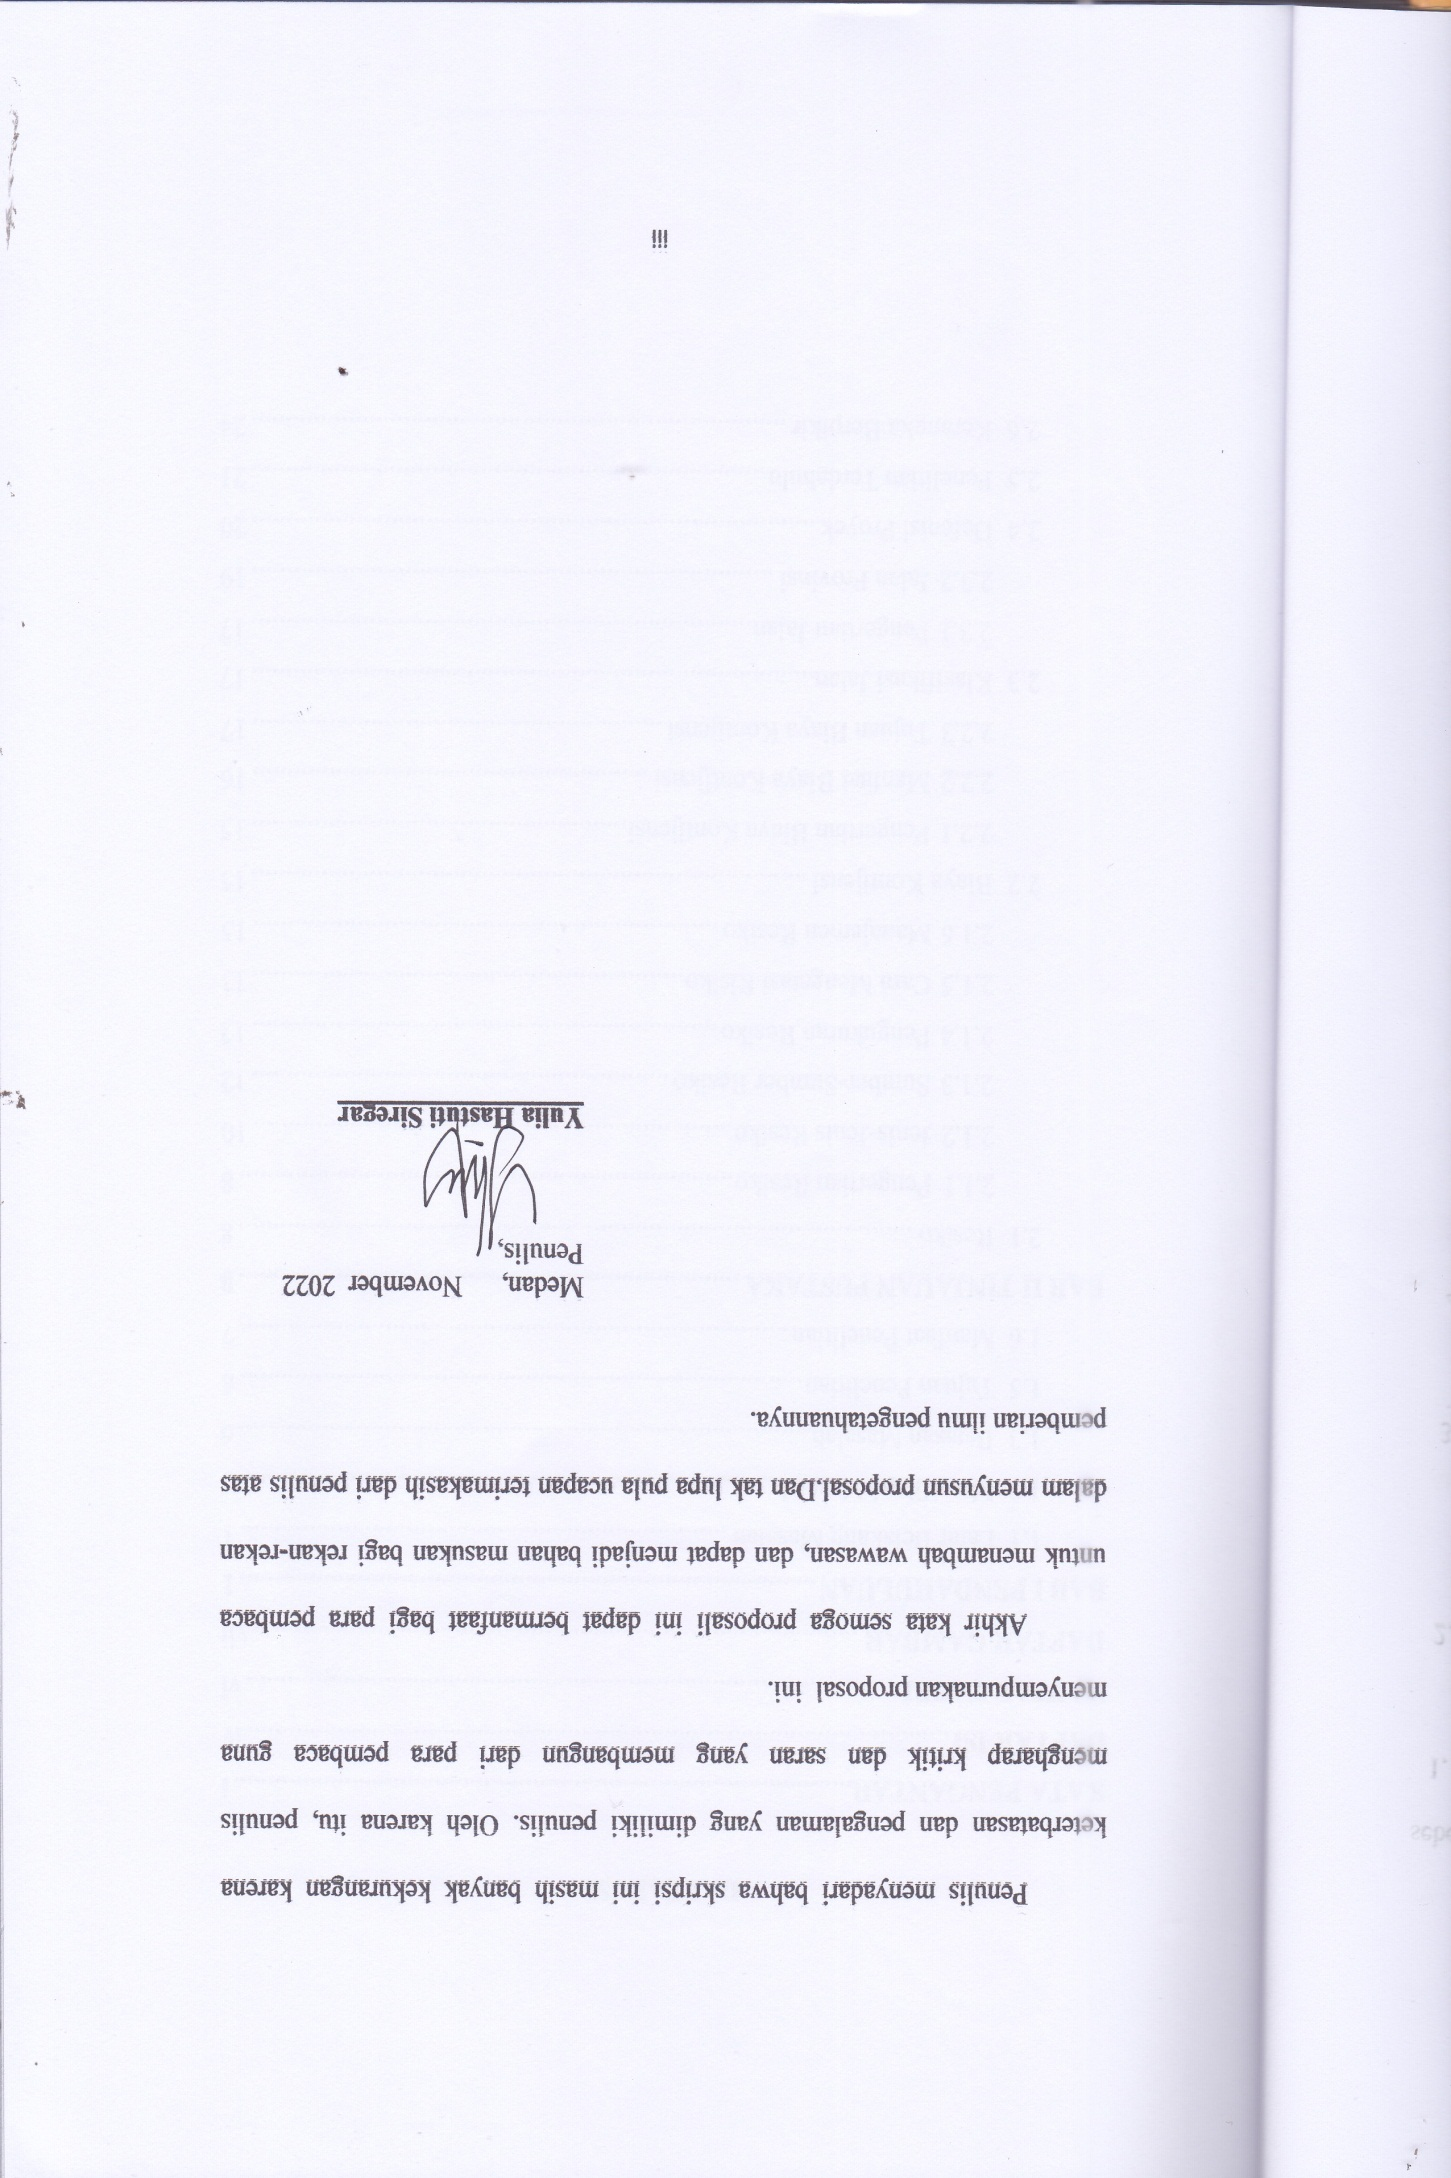 Penulis menyadari bahwa skripsi ini masih banyak kekurangan karena
keterbatasan dan pengalaman yang dimiliki penulis. Oleh karena itu, penulis
mengharap kritik dan saran yang membangun dari para pembaca guna
menyempurnakan proposal ini.
Akhir kata semoga proposali ini dapat bermanfaat bagi para pembaca
untuk menambah wawasan, dan dapat menjadi bahan masukan bagi rekan-rekan
dalam menyusun proposal.Dan tak lupa pula ucapan terimakasih dari penulis atas
pemberian ilmu pengetahuannya.
Medan, November 2022
Penulis,
Yulia Hastuti Siregar
iii